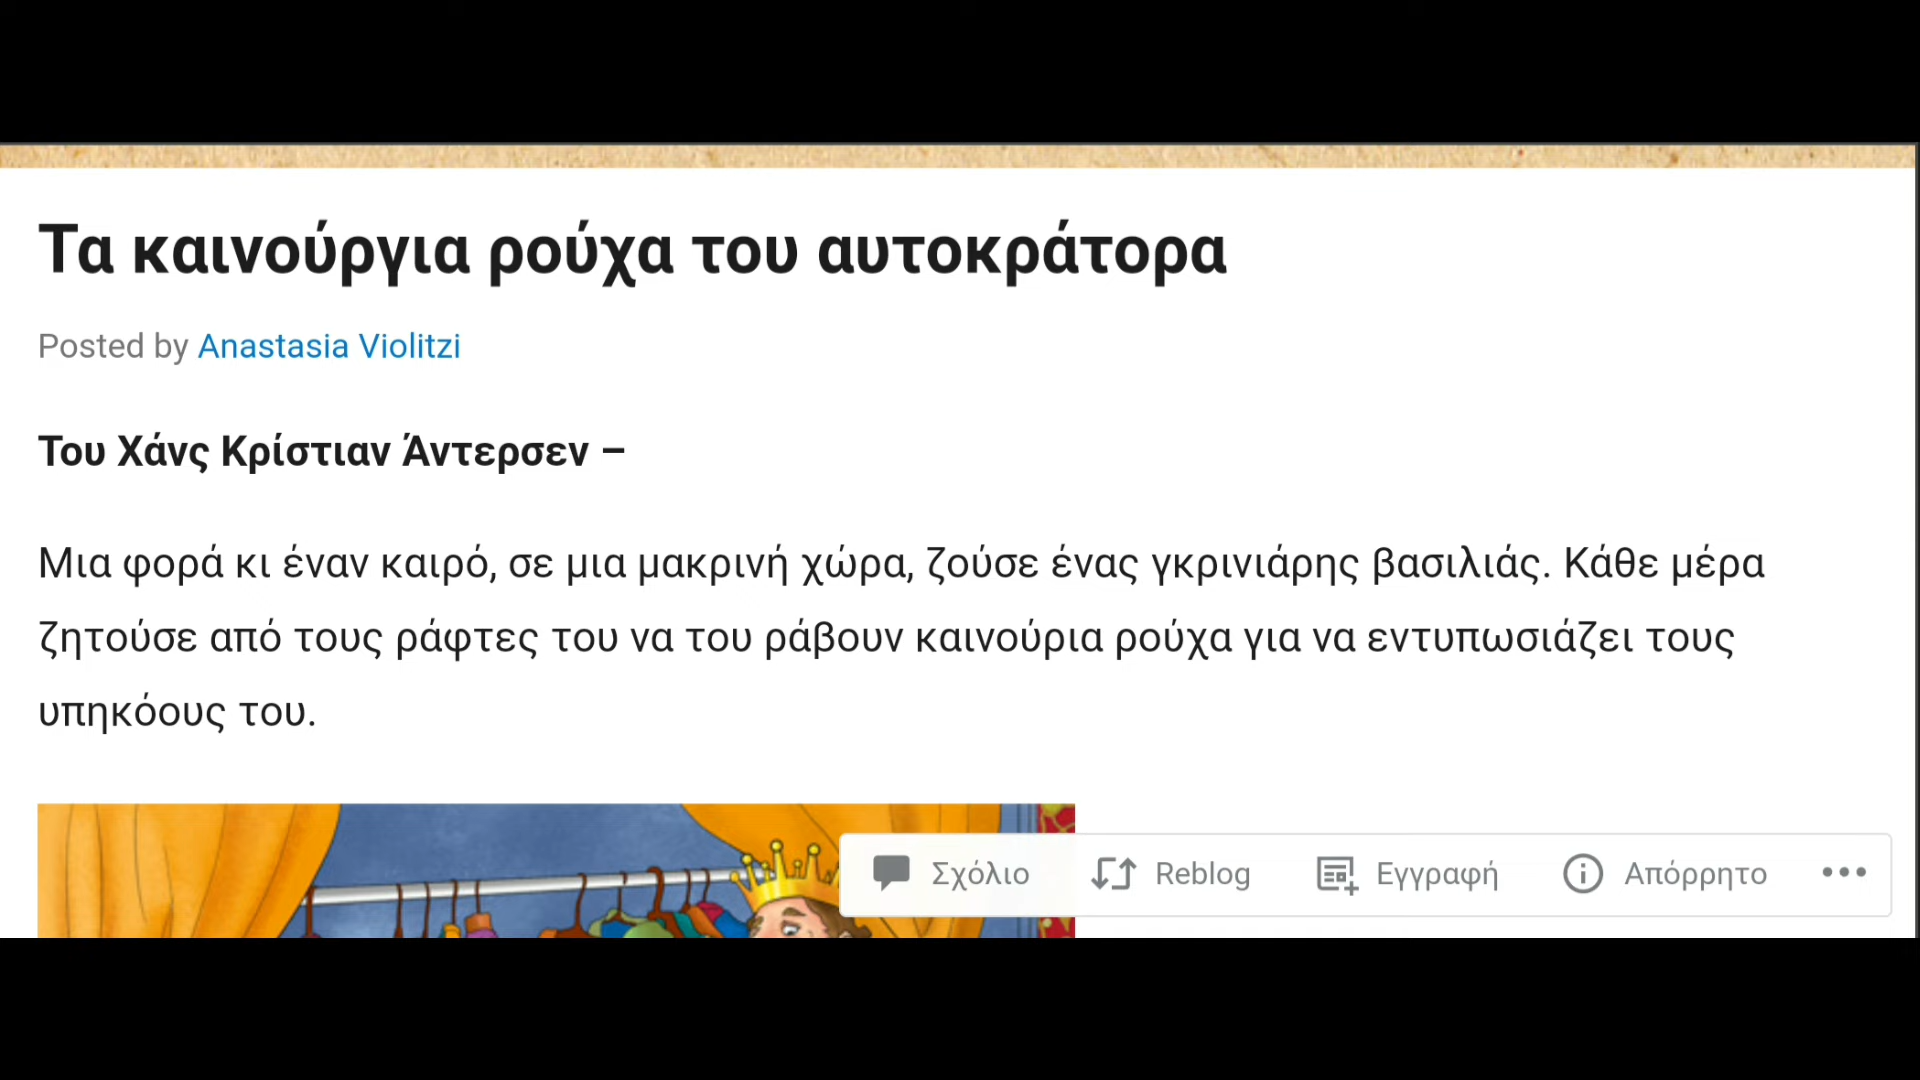 Τα καινούργια ρούχα του αυτοκράτορα
Posted by Anastasia Violitzi
Του Χάνς Κρίστιαν Άντερσεν –
Μια φορά κι έναν καιρό, σε μια μακρινή χώρα, ζούσε ένας γκρινιάρης βασιλιάς. Κάθε μέρα
ζητούσε από τους ράφτες του να του ράβουν καινούρια ρούχα για να εντυπωσιάζει τους
υπηκόους του.
Σχόλιο Reblog Εγγραφή Απόρρητο